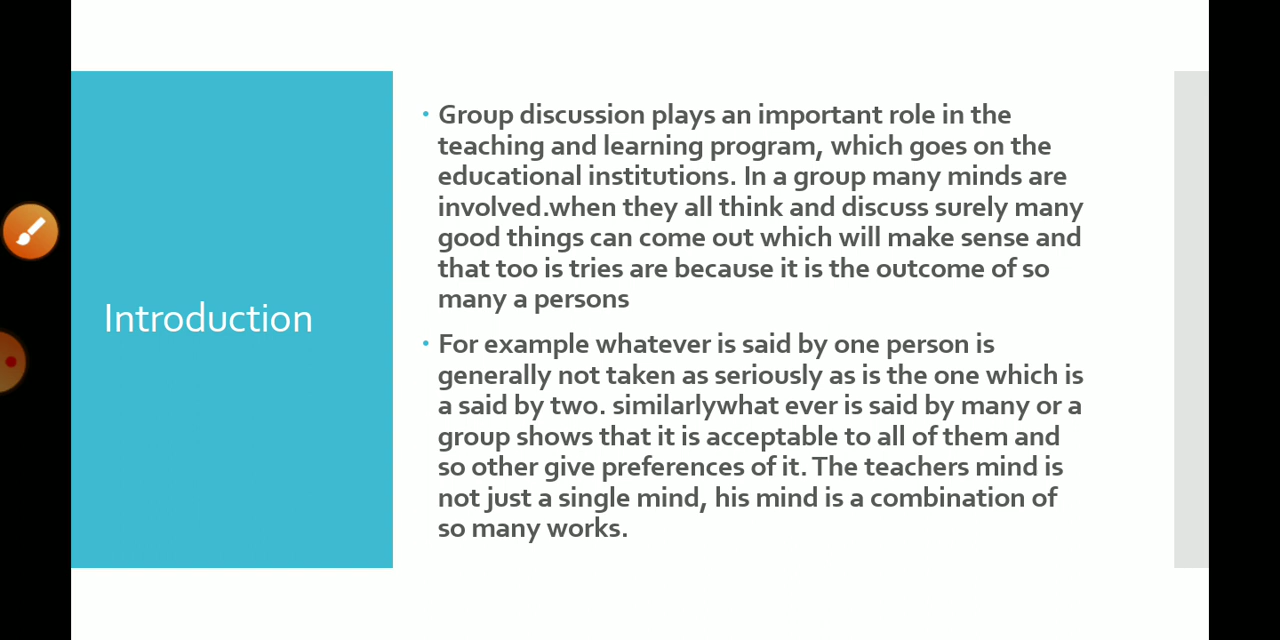 Introduction
• Group discussion plays an important role in the
teaching and learning program, which goes on the
educational institutions. In a group many minds are
involved.when they all think and discuss surely many
good things can come out which will make sense and
that too is tries are because it is the outcome of so
many a persons
• For example whatever is said by one person is
generally not taken as seriously as is the one which is
a said by two. similarlywhat ever is said by many or a
group shows that it is acceptable to all of them and
so other give preferences of it. The teachers mind is
not just a single mind, his mind is a combination of
so many works.